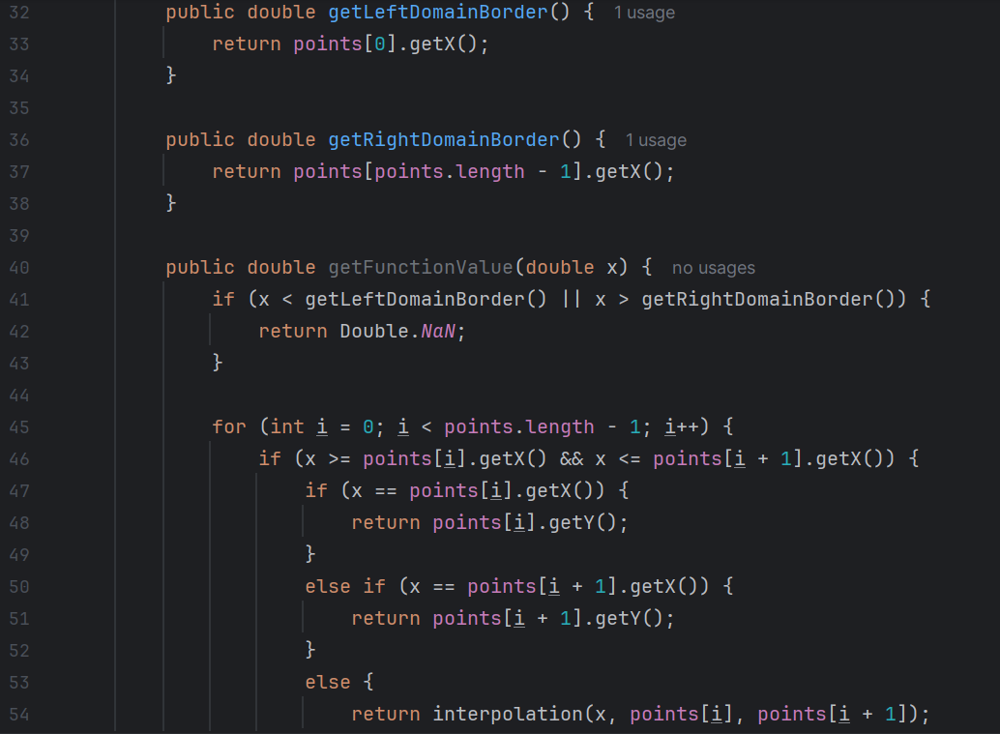 32 public double getLeftDomainBorder() { 1 usage
33 return points[0].getX();
34 }
35
36 public double getRightDomainBorder() { 1 usage
37 return points[points.length - 1].getX();
38 }
39
40 public double getFunctionValue(double x) { no usages
41 if (x < getLeftDomainBorder() || x > getRightDomainBorder()) {
42 return Double.NaN;
43 }
44
45 for (int i = 0; i < points.length - 1; i++) {
46 if (x >= points[i].getX() && x <= points[i + 1].getX()) {
47 if (x == points[i].getX()) {
48 return points[i].getY();
49 }
50 else if (x == points[i + 1].getX()) {
51 return points[i + 1].getY();
52 }
53 else {
54 return interpolation(x, points[i], points[i + 1]);